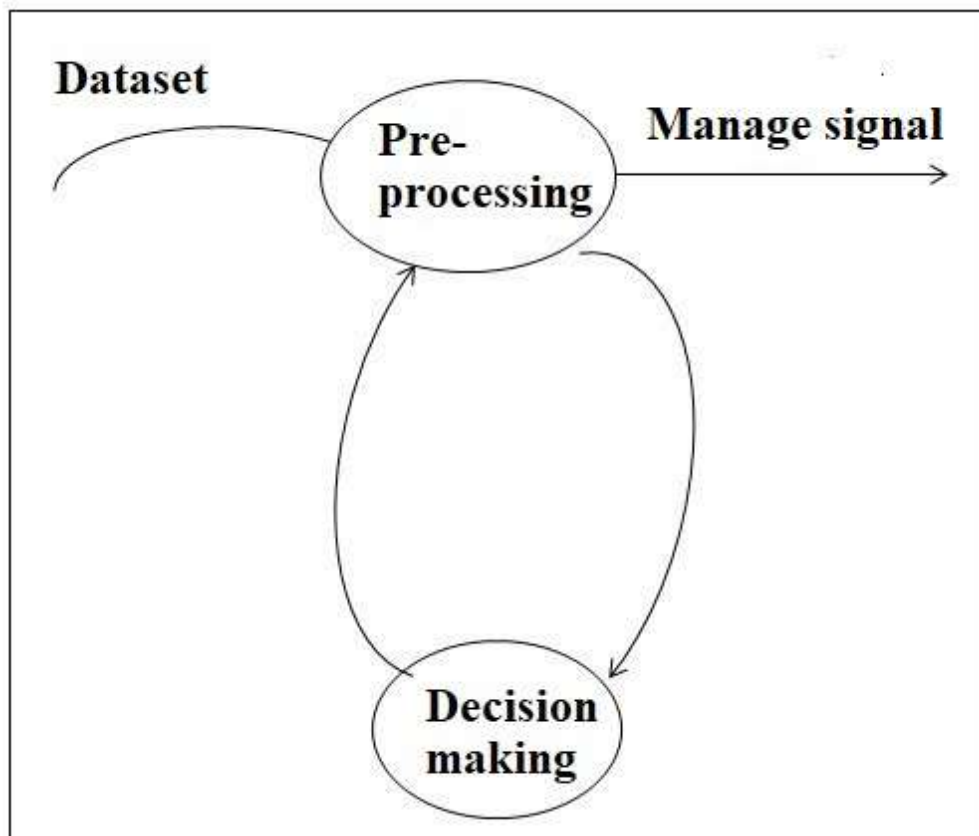 Dataset
Pre-
processing
Manage signal
Decision
making